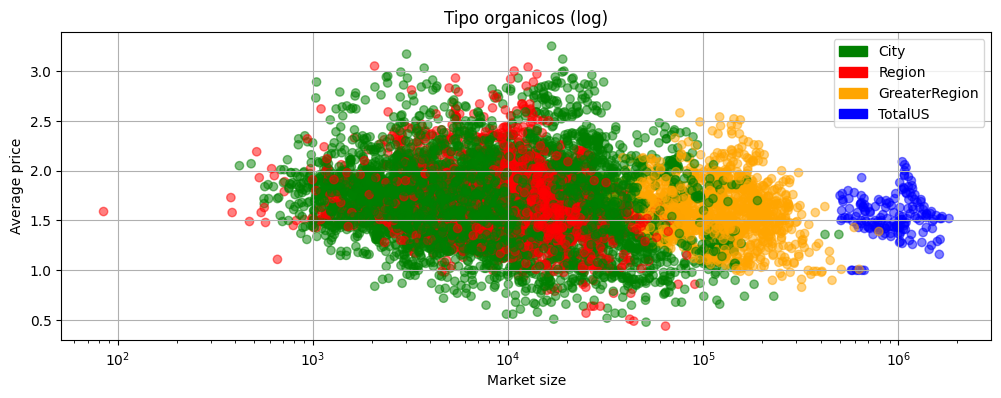 Tipo organicos (log)
City
Region
GreaterRegion
TotalUS
Average price
3.0
2.5
2.0
1.5
1.0
0.5
10²
10³
10⁴
10⁵
10⁶
Market size